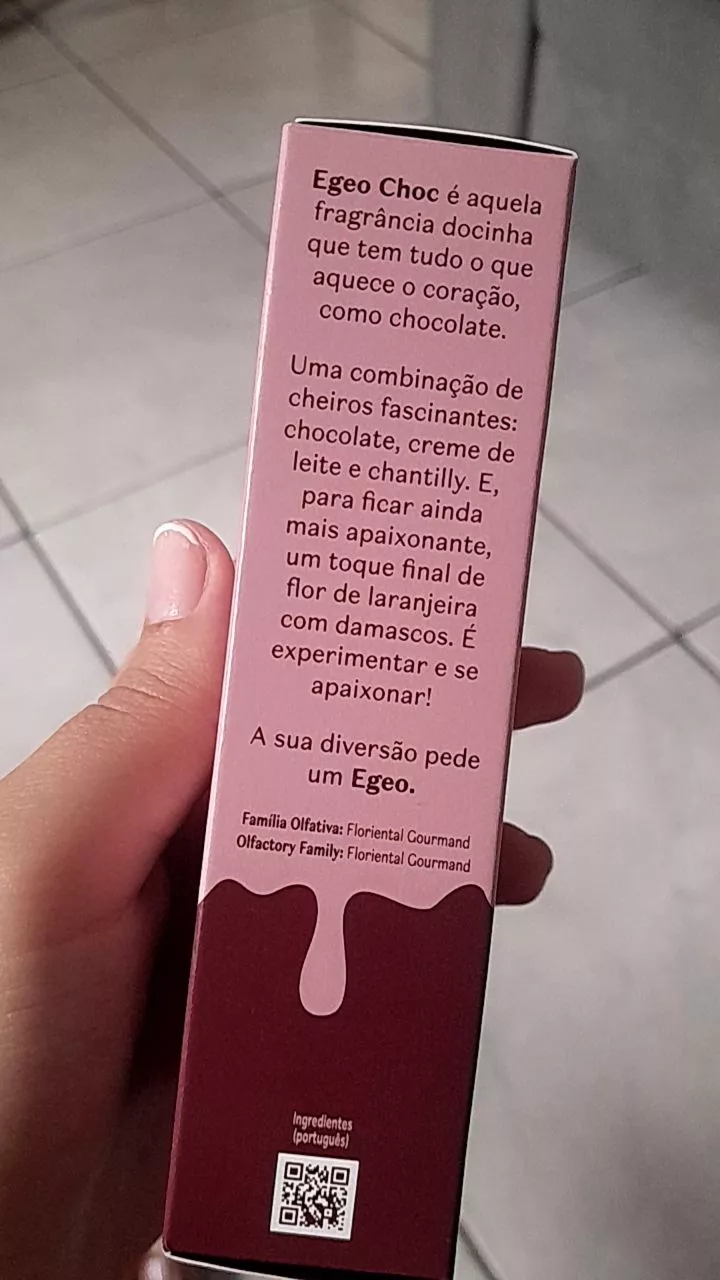 Egeo Choc é aquela
fragrância docinha
que tem tudo o que
aquece o coração,
como chocolate.
Uma combinação de
cheiros fascinantes:
chocolate, creme de
leite e chantilly. E,
para ficar ainda
mais apaixonante,
um toque final de
flor de laranjeira
com damascos. É
experimentar e se
apaixonar!
A sua diversão pede
um Egeo.
Família Olfativa: Floriental Gourmand
Olfactory Family: Floriental Gourmand
Ingredientes
(português)